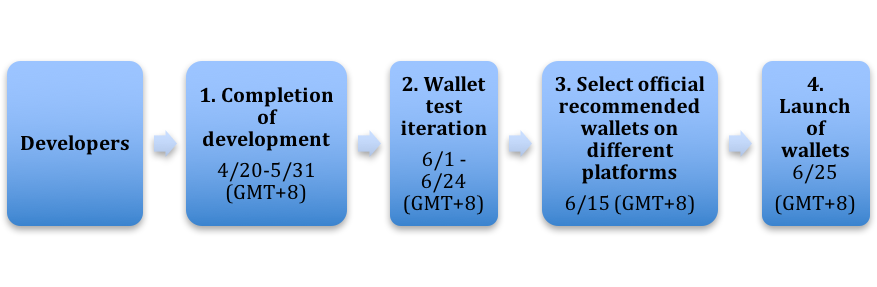 Developers
1. Completion
of
development
4/20-5/31
(GMT+8)
2. Wallet
test
iteration
6/1 -
6/24
(GMT+8)
3. Select official
recommended
wallets on
different
platforms
6/15 (GMT+8)
4.
Launch
of
wallets
6/25
(GMT+8)